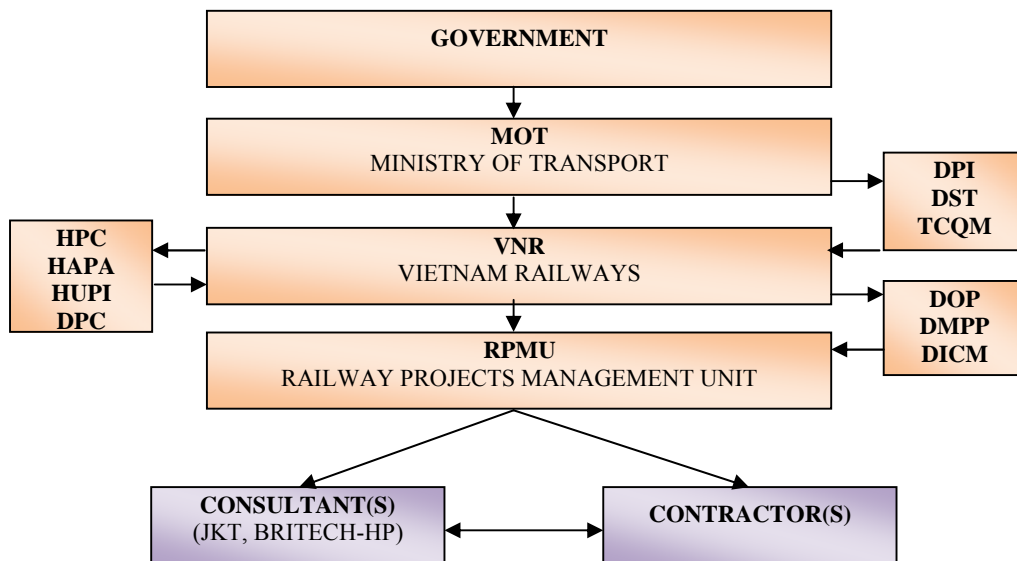 GOVERNMENT
MOT
MINISTRY OF TRANSPORT
DPI
DST
TCQM
VNR
VIETNAM RAILWAYS
HPC
HAPA
HUPI
DPC
DOP
DMPP
DICM
RPMU
RAILWAY PROJECTS MANAGEMENT UNIT
CONSULTANT(S)
(JKT, BRITECH-HP)
CONTRACTOR(S)